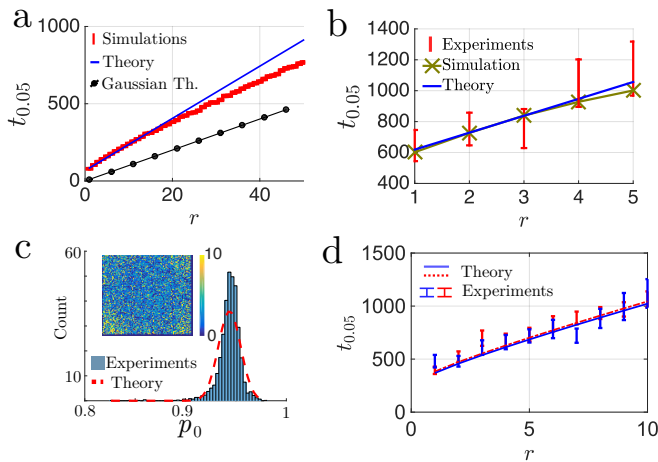 a
1000
500
0
0
20
40
t0.05
r
Simulations
Theory
Gaussian Th.
b
1400
1200
1000
800
600
400
1
2
3
4
5
t0.05
r
Experiments
Simulation
Theory
c
60
10
Count
0.8
0.9
1
p0
10
0
Experiments
Theory
d
1500
1000
500
0
0
5
10
t0.05
r
Theory
Experiments